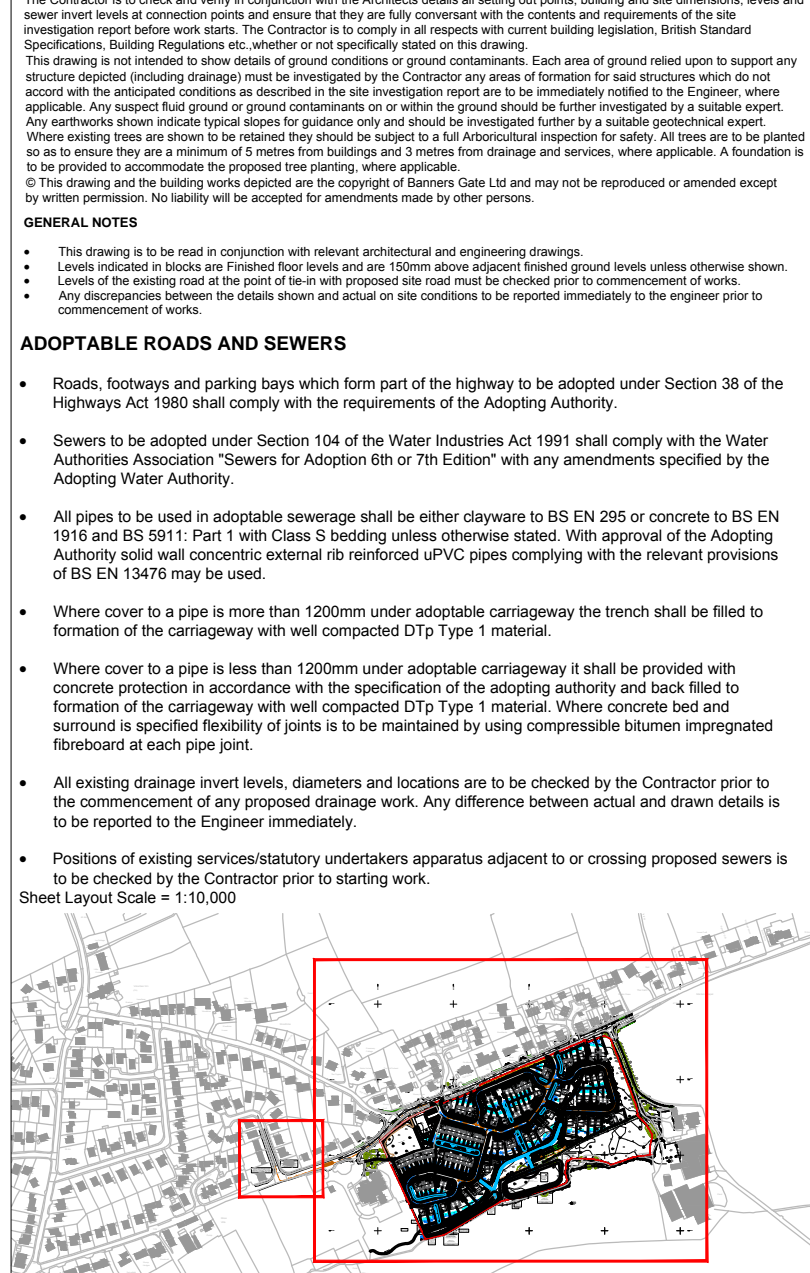 The Contractor is to check and verify in conjunction with the Architects details all setting out points, building and site dimensions, levels and
sewer invert levels at connection points and ensure that they are fully conversant with the contents and requirements of the site
investigation report before work starts. The Contractor is to comply in all respects with current building legislation, British Standard
Specifications, Building Regulations etc.,whether or not specifically stated on this drawing.
This drawing is not intended to show details of ground conditions or ground contaminants. Each area of ground relied upon to support any
structure depicted (including drainage) must be investigated by the Contractor any areas of formation for said structures which do not
accord with the anticipated conditions as described in the site investigation report are to be immediately notified to the Engineer, where
applicable. Any suspect fluid ground or ground contaminants on or within the ground should be further investigated by a suitable expert.
Any earthworks shown indicate typical slopes for guidance only and should be investigated further by a suitable geotechnical expert.
Where existing trees are shown to be retained they should be subject to a full Arboricultural inspection for safety. All trees are to be planted
so as to ensure they are a minimum of 5 metres from buildings and 3 metres from drainage and services, where applicable. A foundation is
to be provided to accommodate the proposed tree planting, where applicable.
© This drawing and the building works depicted are the copyright of Banners Gate Ltd and may not be reproduced or amended except
by written permission. No liability will be accepted for amendments made by other persons.
GENERAL NOTES
• This drawing is to be read in conjunction with relevant architectural and engineering drawings.
• Levels indicated in blocks are Finished floor levels and are 150mm above adjacent finished ground levels unless otherwise shown.
• Levels of the existing road at the point of tie-in with proposed site road must be checked prior to commencement of works.
• Any discrepancies between the details shown and actual on site conditions to be reported immediately to the engineer prior to
commencement of works.
ADOPTABLE ROADS AND SEWERS
• Roads, footways and parking bays which form part of the highway to be adopted under Section 38 of the
Highways Act 1980 shall comply with the requirements of the Adopting Authority.
• Sewers to be adopted under Section 104 of the Water Industries Act 1991 shall comply with the Water
Authorities Association "Sewers for Adoption 6th or 7th Edition" with any amendments specified by the
Adopting Water Authority.
• All pipes to be used in adoptable sewerage shall be either clayware to BS EN 295 or concrete to BS EN
1916 and BS 5911: Part 1 with Class S bedding unless otherwise stated. With approval of the Adopting
Authority solid wall concentric external rib reinforced uPVC pipes complying with the relevant provisions
of BS EN 13476 may be used.
• Where cover to a pipe is more than 1200mm under adoptable carriageway the trench shall be filled to
formation of the carriageway with well compacted DTp Type 1 material.
• Where cover to a pipe is less than 1200mm under adoptable carriageway it shall be provided with
concrete protection in accordance with the specification of the adopting authority and back filled to
formation of the carriageway with well compacted DTp Type 1 material. Where concrete bed and
surround is specified flexibility of joints is to be maintained by using compressible bitumen impregnated
fibreboard at each pipe joint.
• All existing drainage invert levels, diameters and locations are to be checked by the Contractor prior to
the commencement of any proposed drainage work. Any difference between actual and drawn details is
to be reported to the Engineer immediately.
• Positions of existing services/statutory undertakers apparatus adjacent to or crossing proposed sewers is
to be checked by the Contractor prior to starting work.
Sheet Layout Scale = 1:10,000